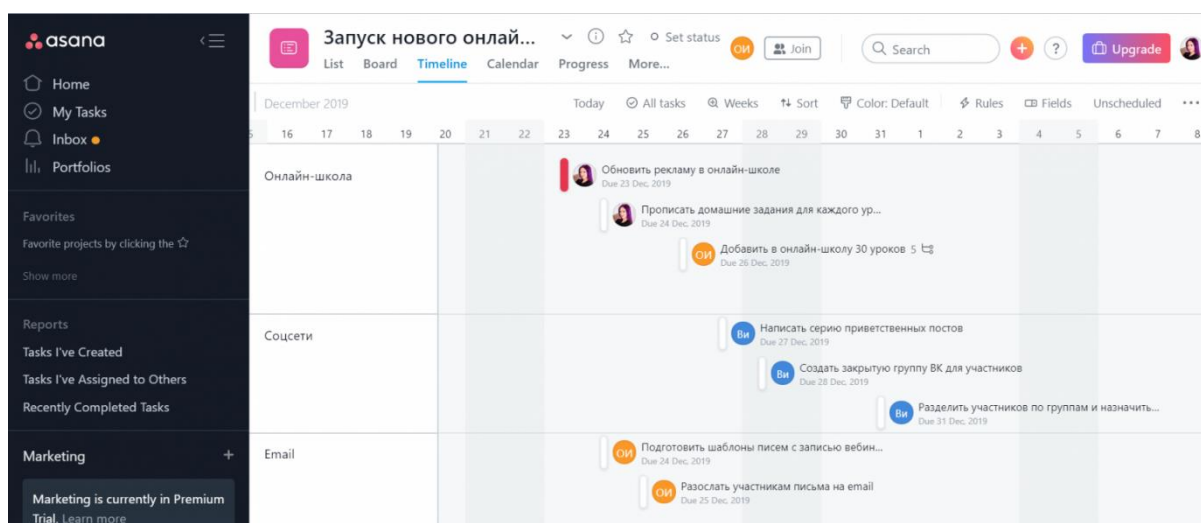 asana
Home
My Tasks
Inbox
Portfolios
Favorites
Favorite projects by clicking the
Show more
Reports
Tasks I've Created
Tasks I've Assigned to Others
Recently Completed Tasks
Marketing +
Marketing is currently in Premium
Trial. Learn more
Запуск нового онлай...
Set status
ОИ
Join
Search
+
?
Upgrade
List Board Timeline Calendar Progress More...
December 2019
Today All tasks Weeks Sort Color: Default Rules Fields Unscheduled ...
16 17 18 19 20 21 22 23 24 25 26 27 28 29 30 31 1 2 3 4 5 6 7 8
Онлайн-школа
Обновить рекламу в онлайн-школе
Due 23 Dec, 2019
Прописать домашние задания для каждого ур...
Due 24 Dec, 2019
ОИ
Добавить в онлайн-школу 30 уроков 5
Due 26 Dec, 2019
Соцсети
Ви
Написать серию приветственных постов
Due 27 Dec, 2019
Ви
Создать закрытую группу ВК для участников
Due 28 Dec, 2019
Ви
Разделить участников по группам и назначить...
Due 31 Dec, 2019
Email
ОИ
Подготовить шаблоны писем с записью вебин...
Due 24 Dec, 2019
ОИ
Разослать участникам письма на email
Due 25 Dec, 2019